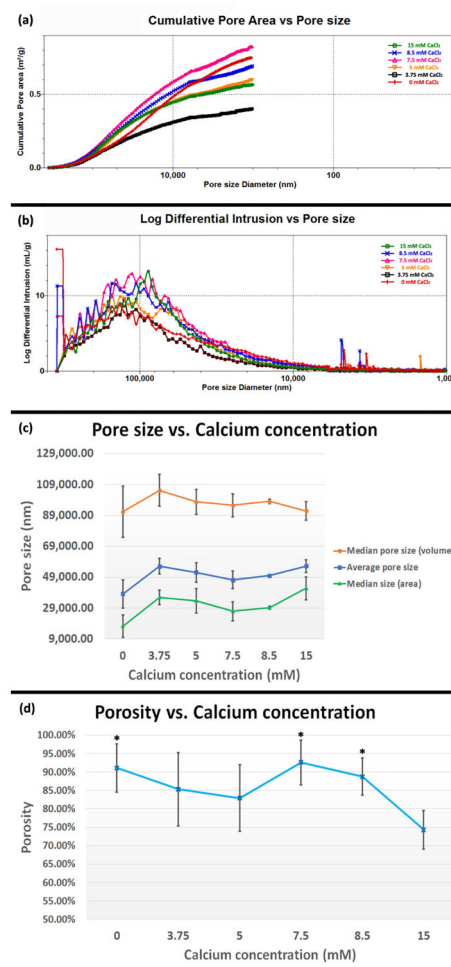 (a)
Cumulative Pore Area vs Pore size
Cumulative Pore area (m²/g)
0.5
0.0
15 mM CaCl₂
8.5 mM CaCl₂
7.5 mM CaCl₂
5 mM CaCl₂
3.75 mM CaCl₂
0 mM CaCl₂
10,000
100
Pore size Diameter (nm)
(b)
Log Differential Intrusion vs Pore size
Log Differential Intrusion (mL/g)
10
0
15 mM CaCl₂
8.5 mM CaCl₂
7.5 mM CaCl₂
5 mM CaCl₂
3.75 mM CaCl₂
0 mM CaCl₂
100,000
10,000
1,00
Pore size Diameter (nm)
(c)
Pore size vs. Calcium concentration
Pore size (nm)
129,000.00
109,000.00
89,000.00
69,000.00
49,000.00
29,000.00
9,000.00
Median pore size (volume)
Average pore size
Median size (area)
0 3.75 5 7.5 8.5 15
Calcium concentration (mM)
(d)
Porosity vs. Calcium concentration
Porosity
100.00%
95.00%
90.00%
85.00%
80.00%
75.00%
70.00%
65.00%
60.00%
55.00%
50.00%
* * *
0 3.75 5 7.5 8.5 15
Calcium concentration (mM)